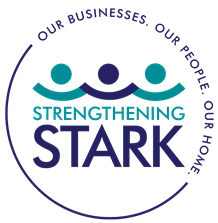 OUR BUSINESSES. OUR PEOPLE. OUR HOME.
STRENGTHENING
STARK